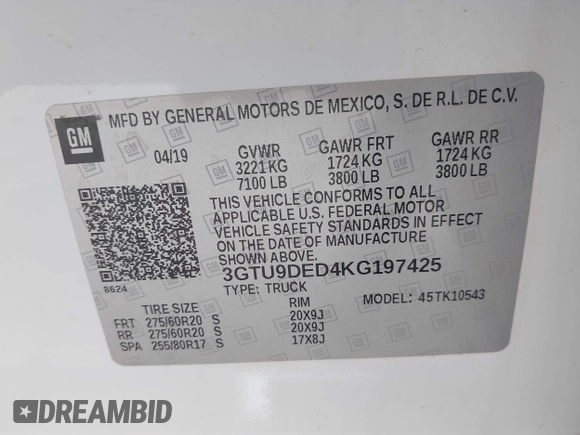 GM
MFD BY GENERAL MOTORS DE MEXICO, S. DE R.L. DE C.V.
04/19 GVWR GAWR FRT GAWR RR
3221 KG 1724 KG 1724 KG
7100 LB 3800 LB 3800 LB
THIS VEHICLE CONFORMS TO ALL
APPLICABLE U.S. FEDERAL MOTOR
VEHICLE SAFETY STANDARDS IN EFFECT
ON THE DATE OF MANUFACTURE
SHOWN ABOVE.
3GTU9DED4KG197425
8624
TYPE: TRUCK
MODEL: 45TK10543
TIRE SIZE RIM
FRT 275/60R20 S 20X9J
RR 275/60R20 S 20X9J
SPA 255/80R17 S 17X8J
DREAMBID